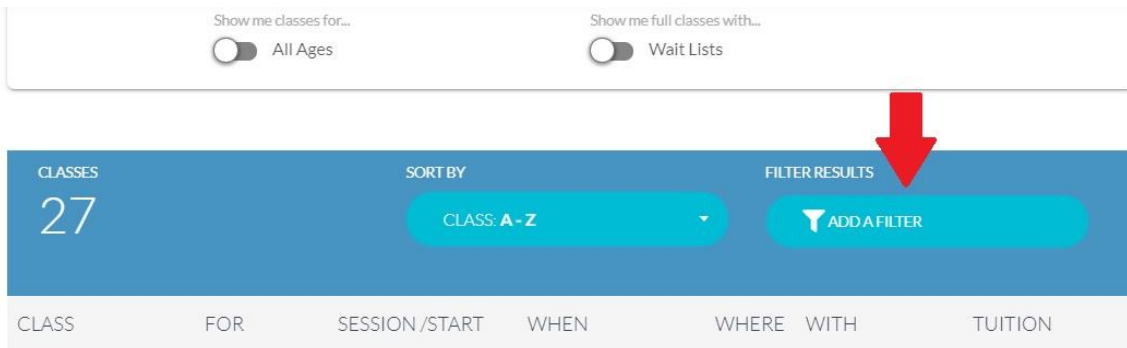 Show me classes for... Show me full classes with...
All Ages Wait Lists
CLASSES SORT BY FILTER RESULTS
27 CLASS: A - Z ADD A FILTER
CLASS FOR SESSION /START WHEN WHERE WITH TUITION